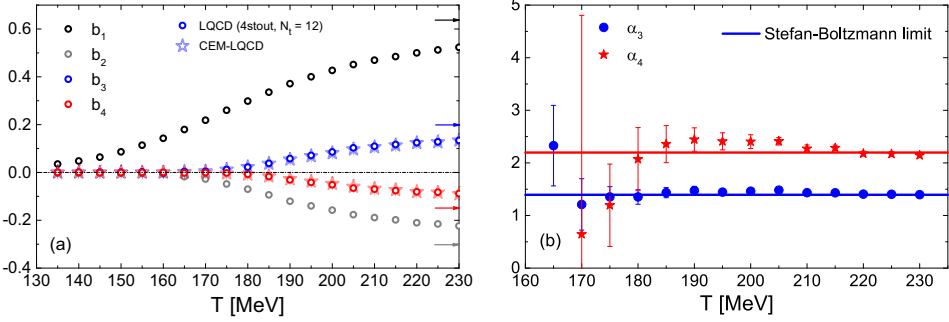 0.6
0.4
0.2
0.0
-0.2
-0.4
b₁
b₂
b₃
b₄
LQCD (4stout, Nₜ = 12)
CEM-LQCD
(a)
130 140 150 160 170 180 190 200 210 220 230
T [MeV]
5
4
3
2
1
0
α₃
α₄
Stefan-Boltzmann limit
(b)
160 170 180 190 200 210 220 230
T [MeV]